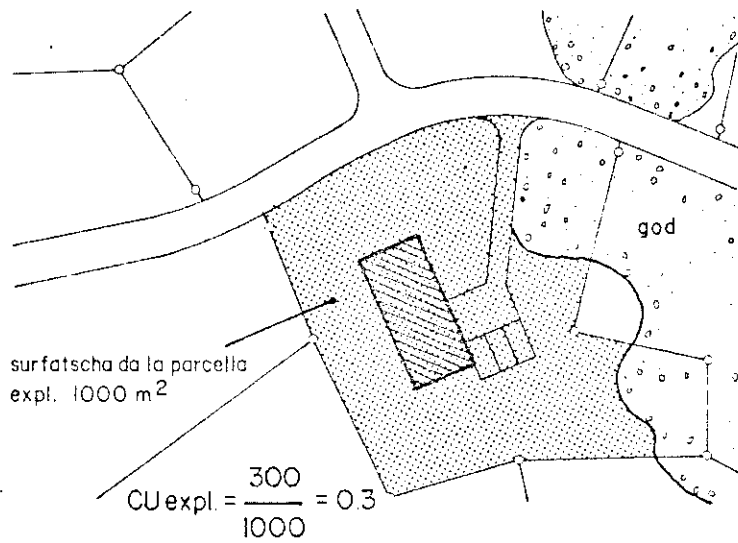 god
surfatscha da la parcella
expl. 1000 m²
CU expl. = 300/1000 = 0.3